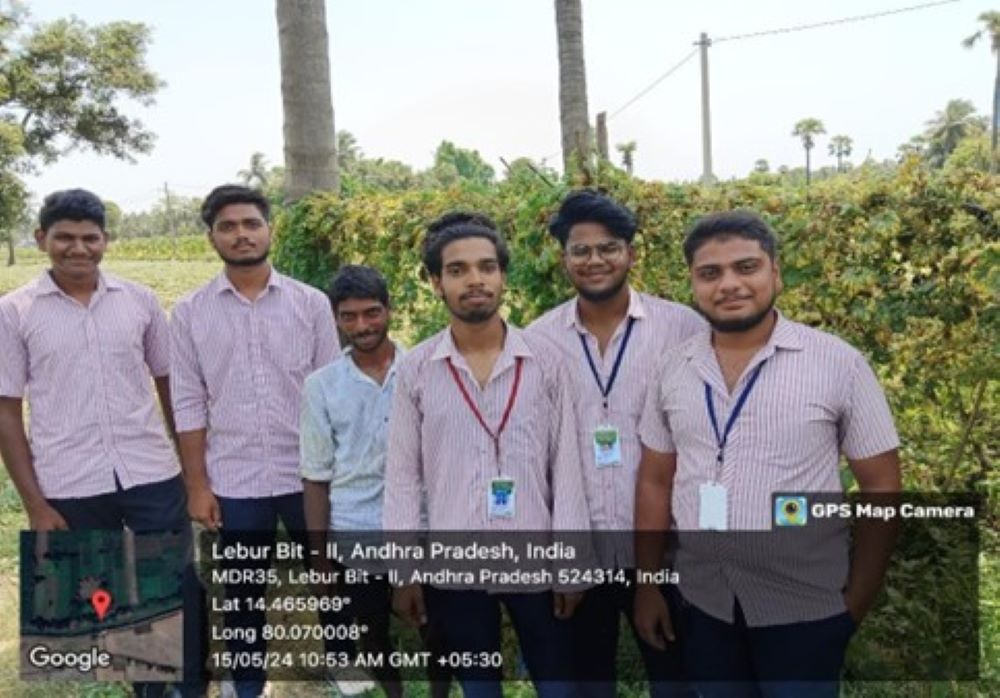 GPS Map Camera
Lebur Bit - II, Andhra Pradesh, India
MDR35, Lebur Bit - II, Andhra Pradesh 524314, India
Lat 14.465969°
Long 80.070008°
15/05/24 10:53 AM GMT +05:30
Google